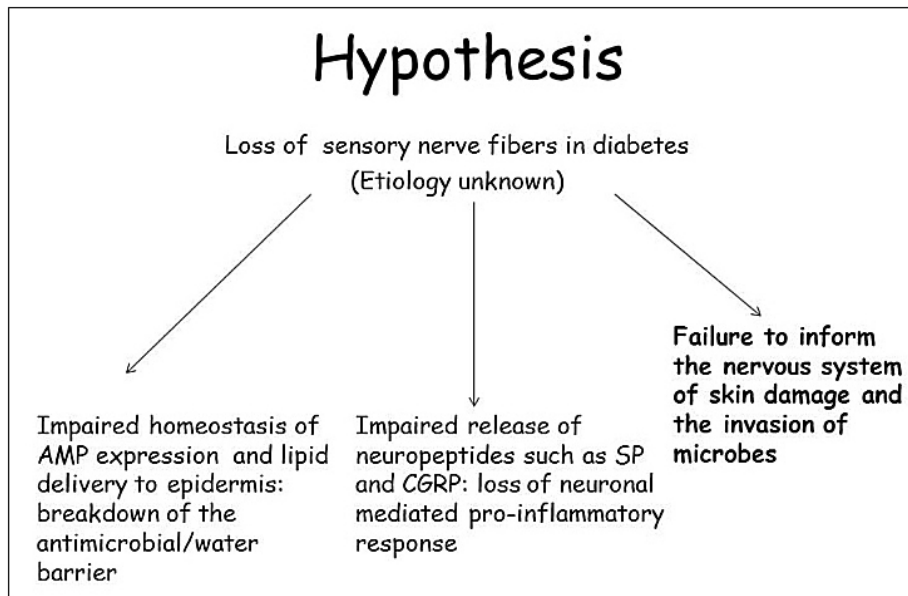 Hypothesis
Loss of sensory nerve fibers in diabetes
(Etiology unknown)
Impaired homeostasis of
AMP expression and lipid
delivery to epidermis:
breakdown of the
antimicrobial/water
barrier
Impaired release of
neuropeptides such as SP
and CGRP: loss of neuronal
mediated pro-inflammatory
response
Failure to inform
the nervous system
of skin damage and
the invasion of
microbes